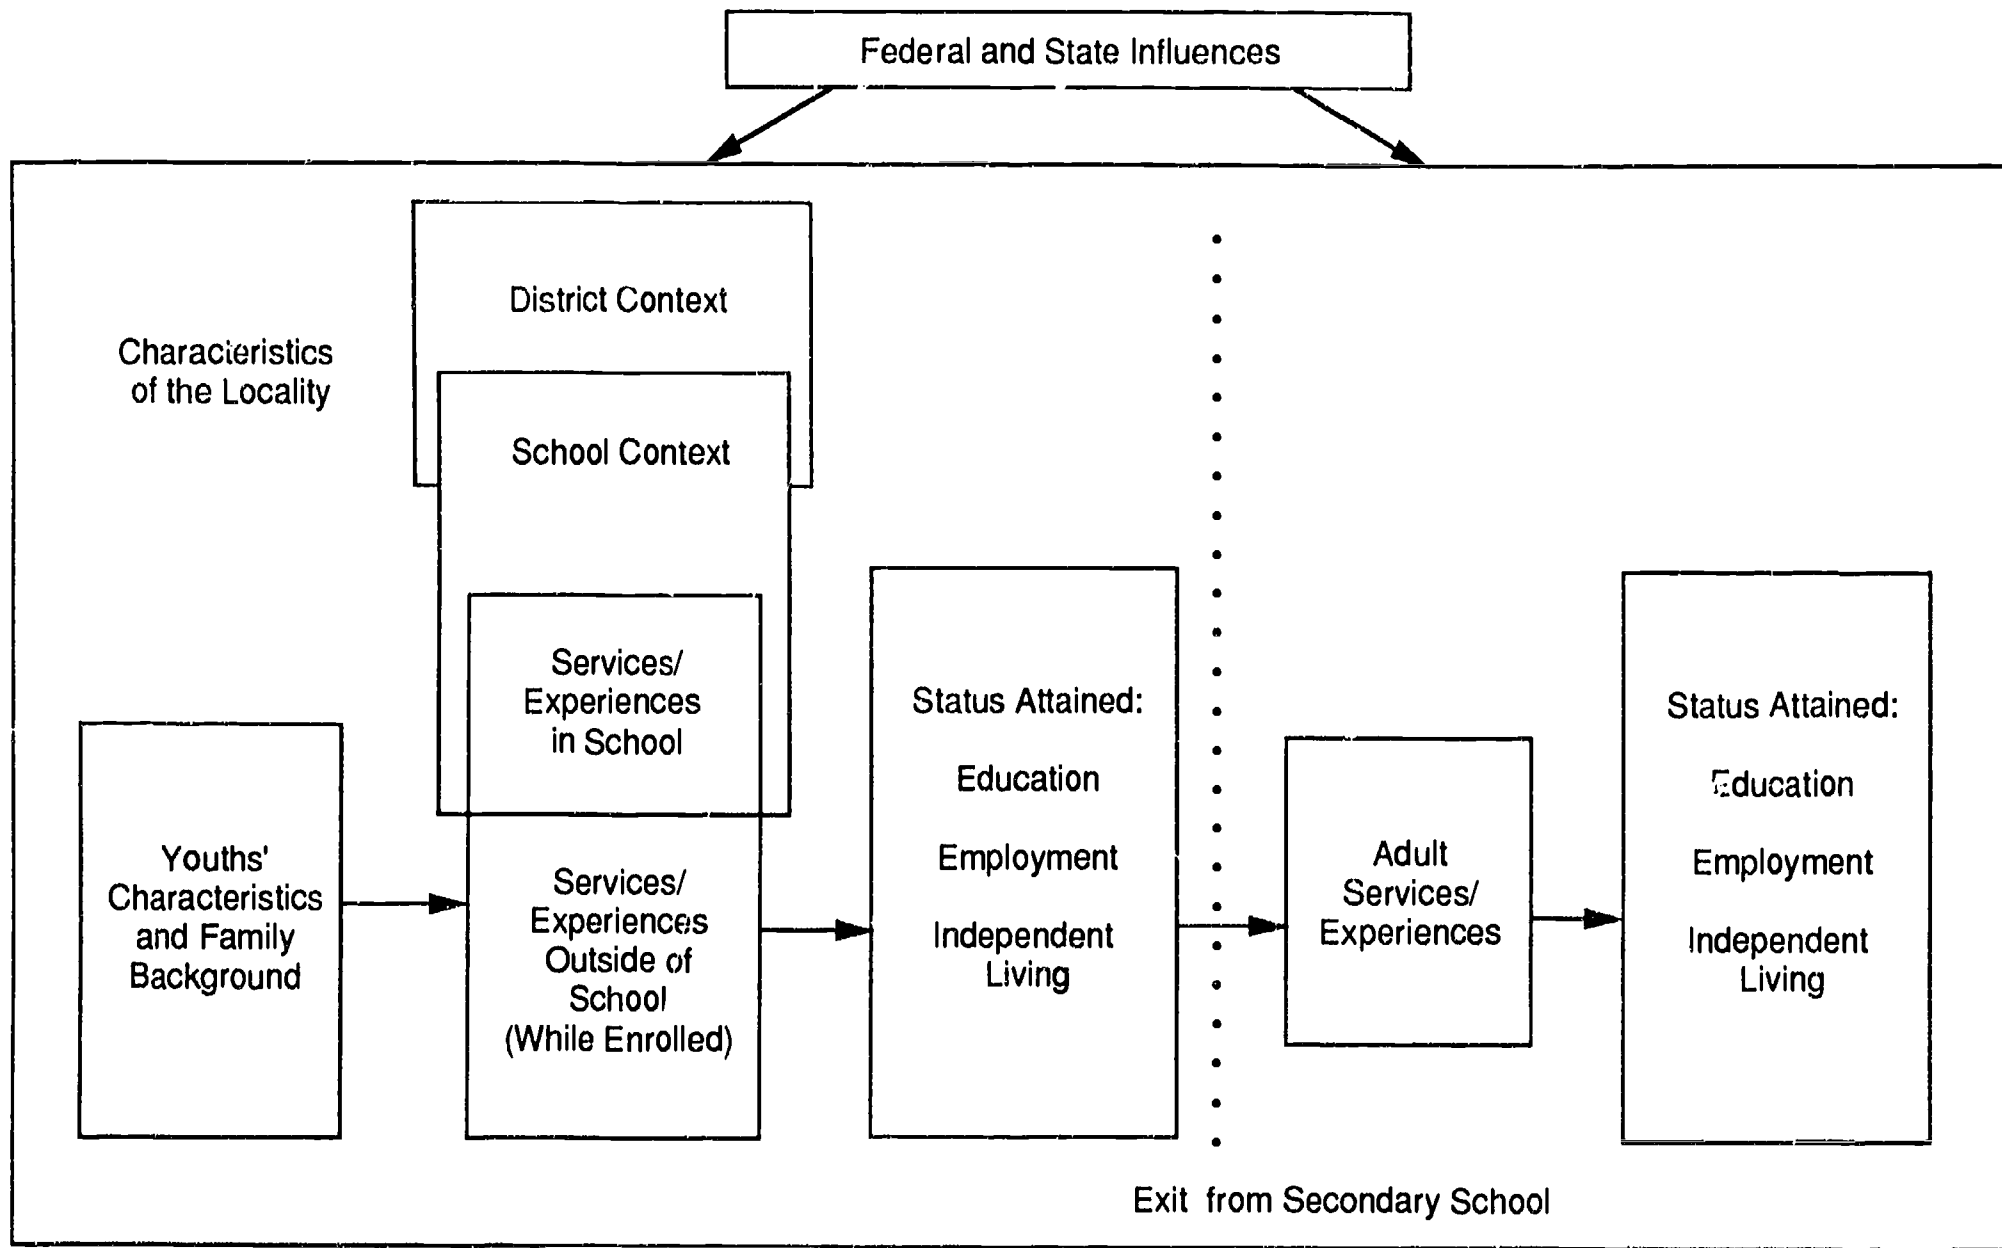 Federal and State Influences
District Context
Characteristics
of the Locality
School Context
Services/
Experiences
in School
Youths'
Characteristics
and Family
Background
Services/
Experiences
Outside of
School
(While Enrolled)
Status Attained:
Education
Employment
Independent
Living
Adult
Services/
Experiences
Status Attained:
Education
Employment
Independent
Living
Exit from Secondary School